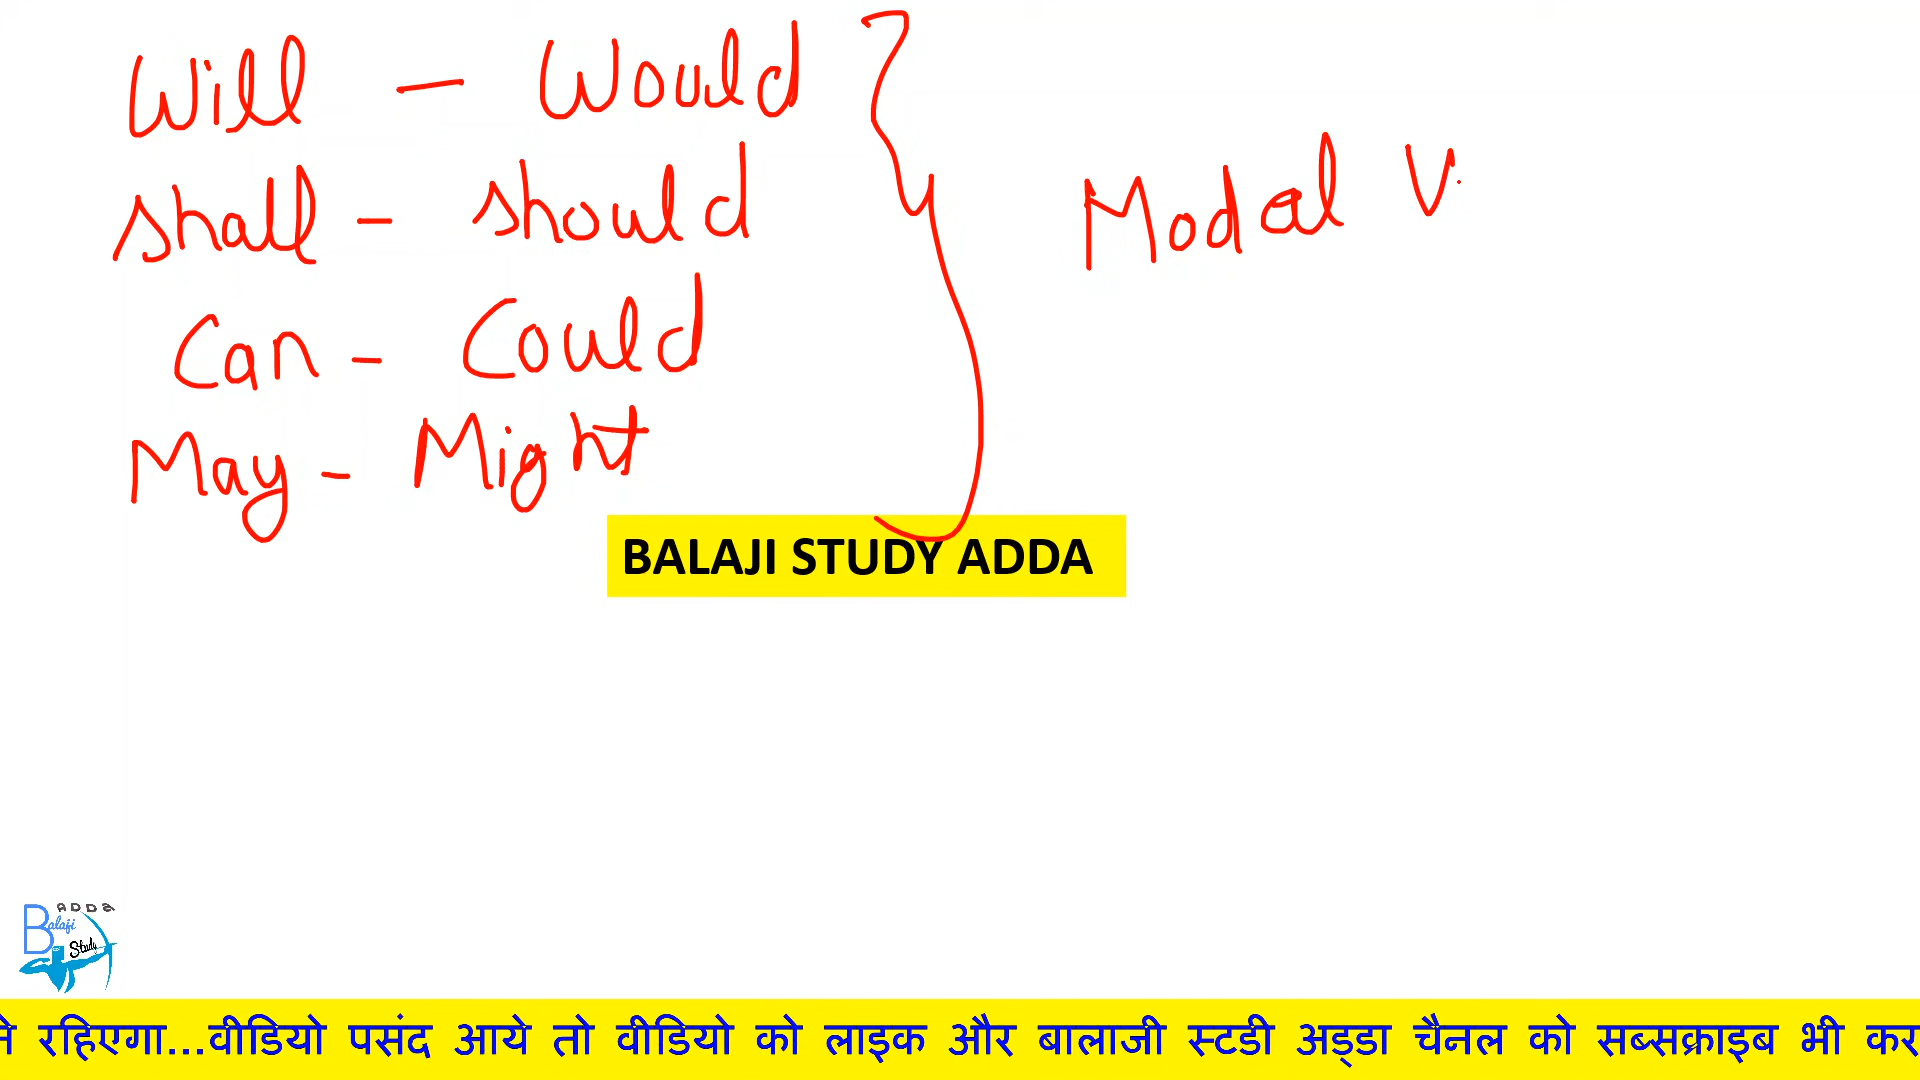 Will - Would
Shall - Should
Can - Could
May - Might
Modal V
BALAJI STUDY ADDA
ADDA
Balaji
Study
ने रहिएगा...वीडियो पसंद आये तो वीडियो को लाइक और बालाजी स्टडी अड्डा चैनल को सब्सक्राइब भी कर